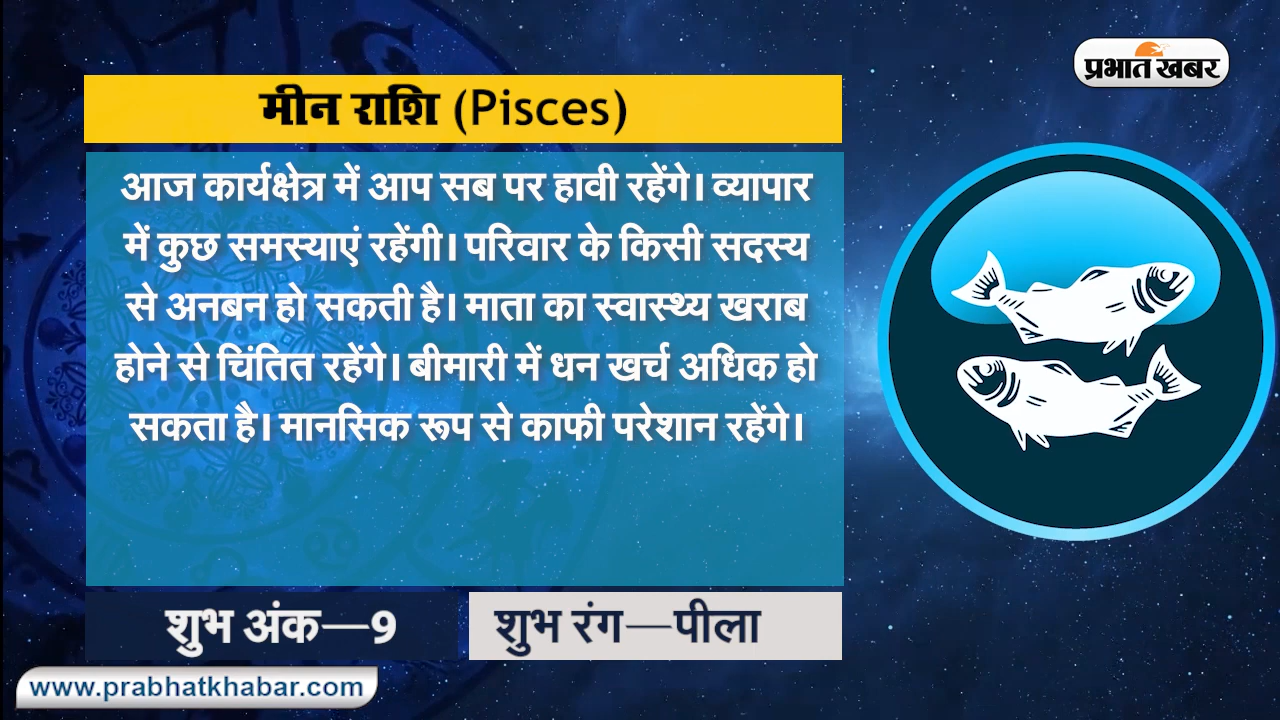 प्रभात खबर
मीन राशि (Pisces)
आज कार्यक्षेत्र में आप सब पर हावी रहेंगे। व्यापार
में कुछ समस्याएं रहेंगी। परिवार के किसी सदस्य
से अनबन हो सकती है। माता का स्वास्थ्य खराब
होने से चिंतित रहेंगे। बीमारी में धन खर्च अधिक हो
सकता है। मानसिक रूप से काफी परेशान रहेंगे।
शुभ अंक—9
शुभ रंग—पीला
www.prabhatkhabar.com